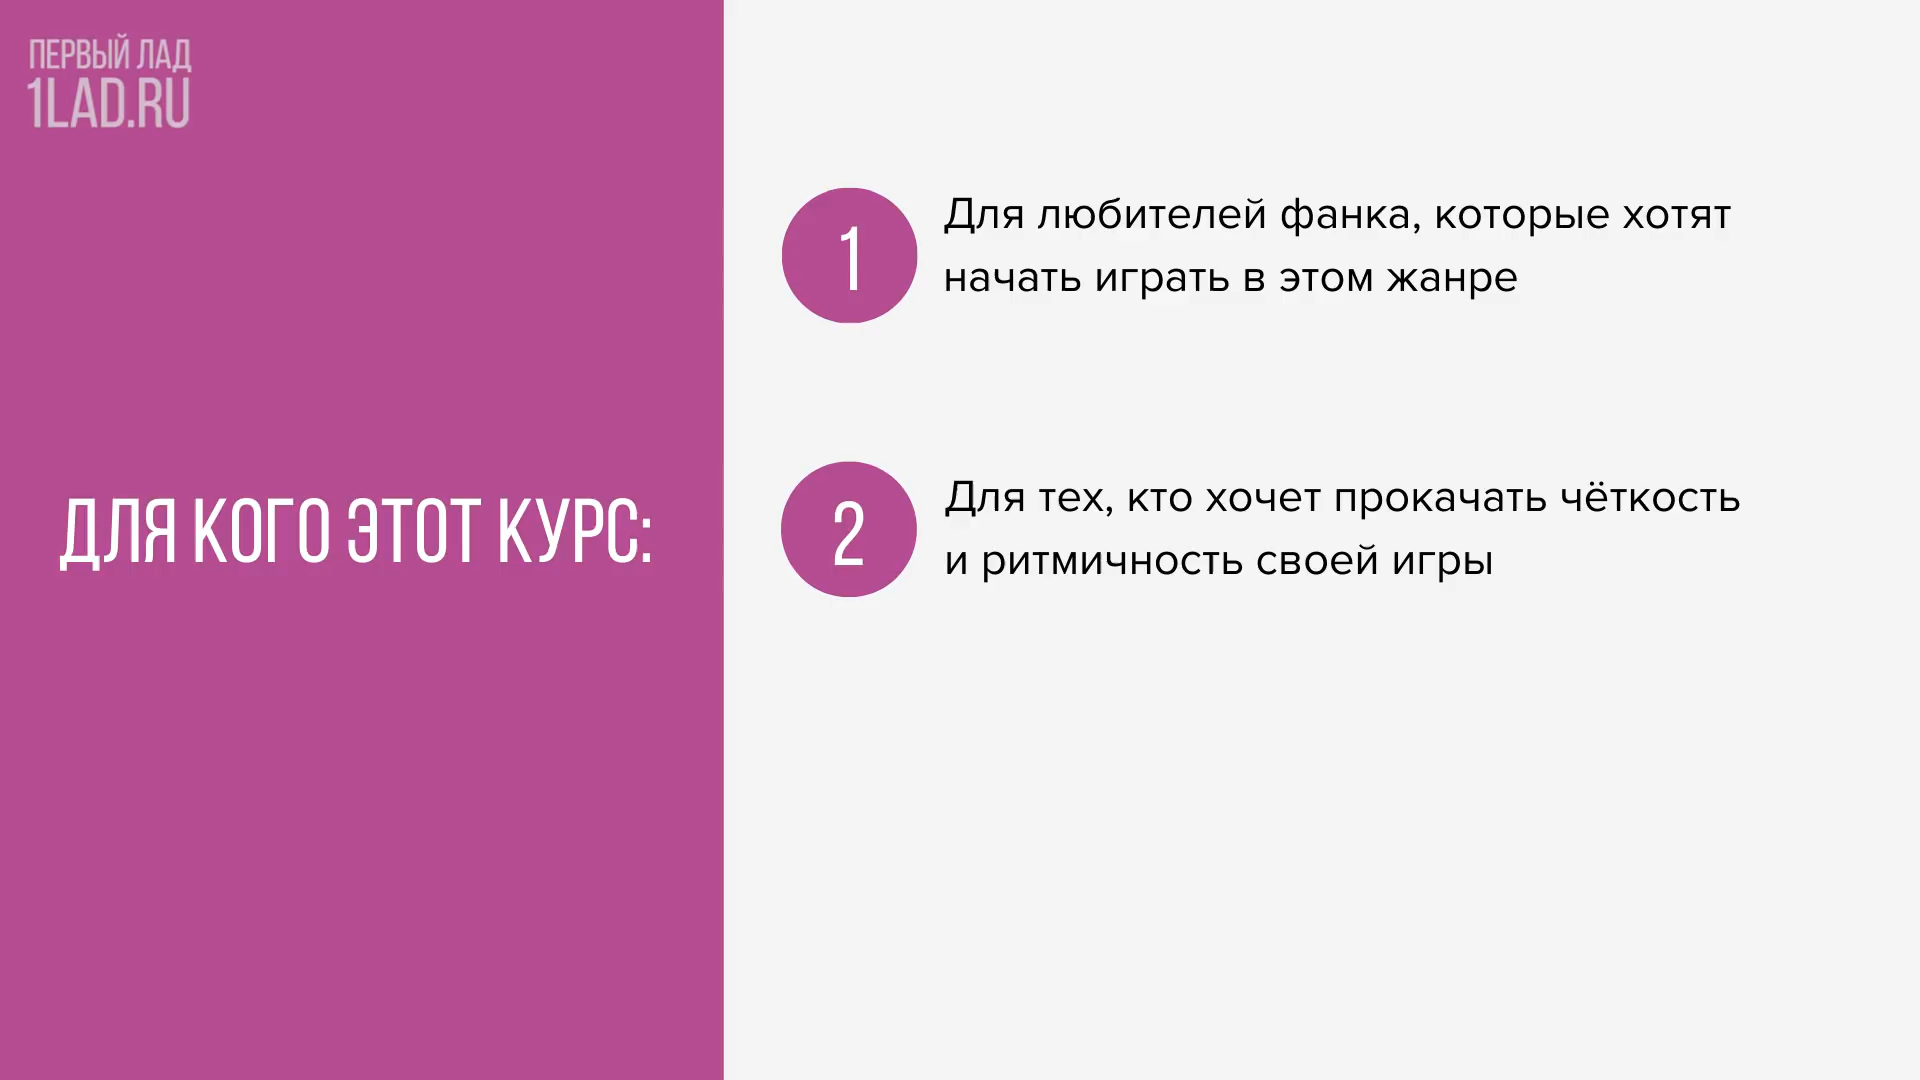 ПЕРВЫЙ ЛАД
1LAD.RU
ДЛЯ КОГО ЭТОТ КУРС:
1
Для любителей фанка, которые хотят
начать играть в этом жанре
2
Для тех, кто хочет прокачать чёткость
и ритмичность своей игры